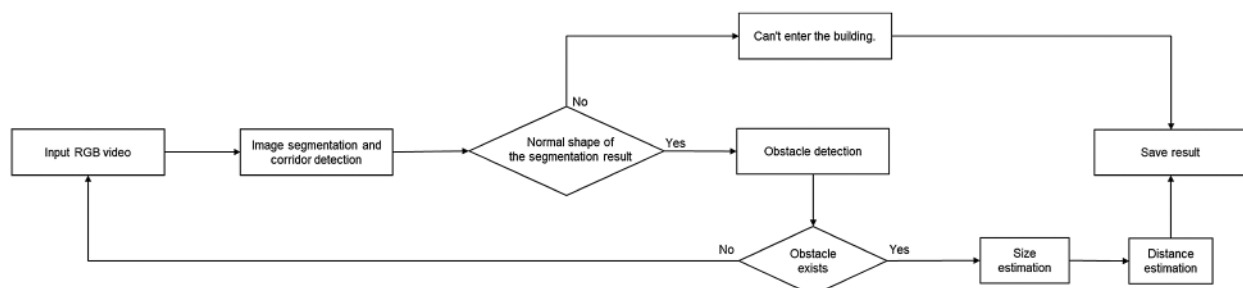 Can't enter the building.
No
Input RGB video
Image segmentation and
corridor detection
Normal shape of
the segmentation result
Yes
Obstacle detection
Save result
No
Obstacle
exists
Yes
Size
estimation
Distance
estimation